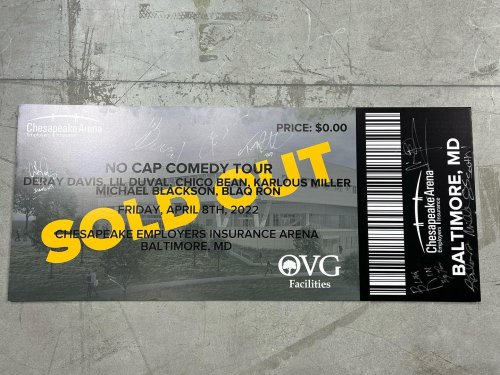 Chesapeake Arena
Employers Insurance
PRICE: $0.00
NO CAP COMEDY TOUR
DERAY DAVIS, LIL DUVAL, CHICO BEAN, KARLOUS MILLER
MICHAEL BLACKSON, BLAQ RON
FRIDAY, APRIL 8TH, 2022
SOLD OUT
CHESAPEAKE EMPLOYERS INSURANCE ARENA
BALTIMORE, MD
OVG
Facilities
Chesapeake Arena
Employers Insurance
BALTIMORE, MD